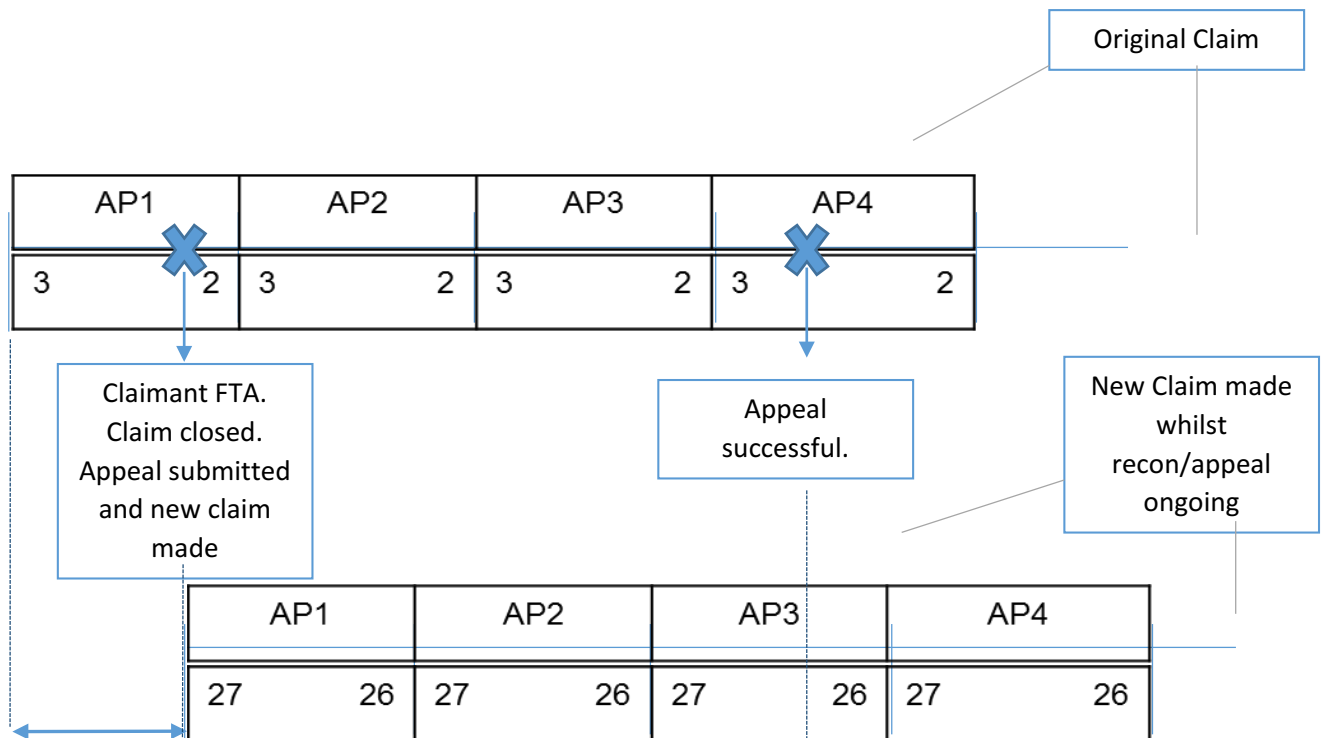 Original Claim
AP1 AP2 AP3 AP4
3 2 3 2 3 2 3 2
Claimant FTA.
Claim closed.
Appeal submitted
and new claim
made
Appeal
successful.
New Claim made
whilst
recon/appeal
ongoing
AP1 AP2 AP3 AP4
27 26 27 26 27 26 27 26